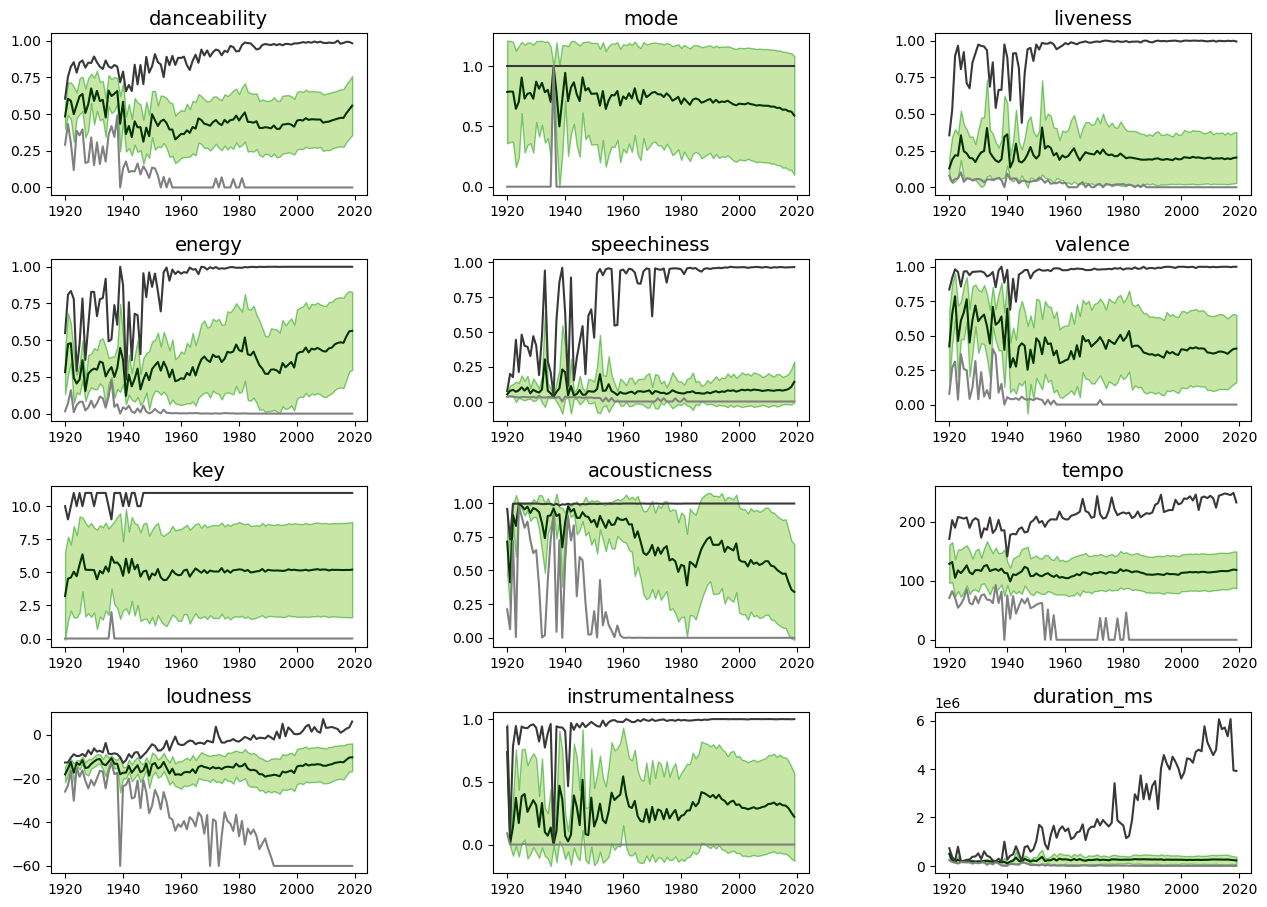 danceability mode liveness
1.00 1.0 1.00
0.75 0.75
0.50 0.5 0.50
0.25 0.25
0.00 0.0 0.00
1920 1940 1960 1980 2000 2020 1920 1940 1960 1980 2000 2020 1920 1940 1960 1980 2000 2020
energy speechiness valence
1.00 1.00 1.00
0.75 0.75 0.75
0.50 0.50 0.50
0.25 0.25 0.25
0.00 0.00 0.00
1920 1940 1960 1980 2000 2020 1920 1940 1960 1980 2000 2020 1920 1940 1960 1980 2000 2020
key acousticness tempo
10.0 1.00 200
7.5 0.75
5.0 0.50 100
2.5 0.25
0.0 0.00 0
1920 1940 1960 1980 2000 2020 1920 1940 1960 1980 2000 2020 1920 1940 1960 1980 2000 2020
loudness instrumentalness duration_ms
1e6
0 1.0 6
−20 4
−40 0.5 2
−60 0.0 0
1920 1940 1960 1980 2000 2020 1920 1940 1960 1980 2000 2020 1920 1940 1960 1980 2000 2020